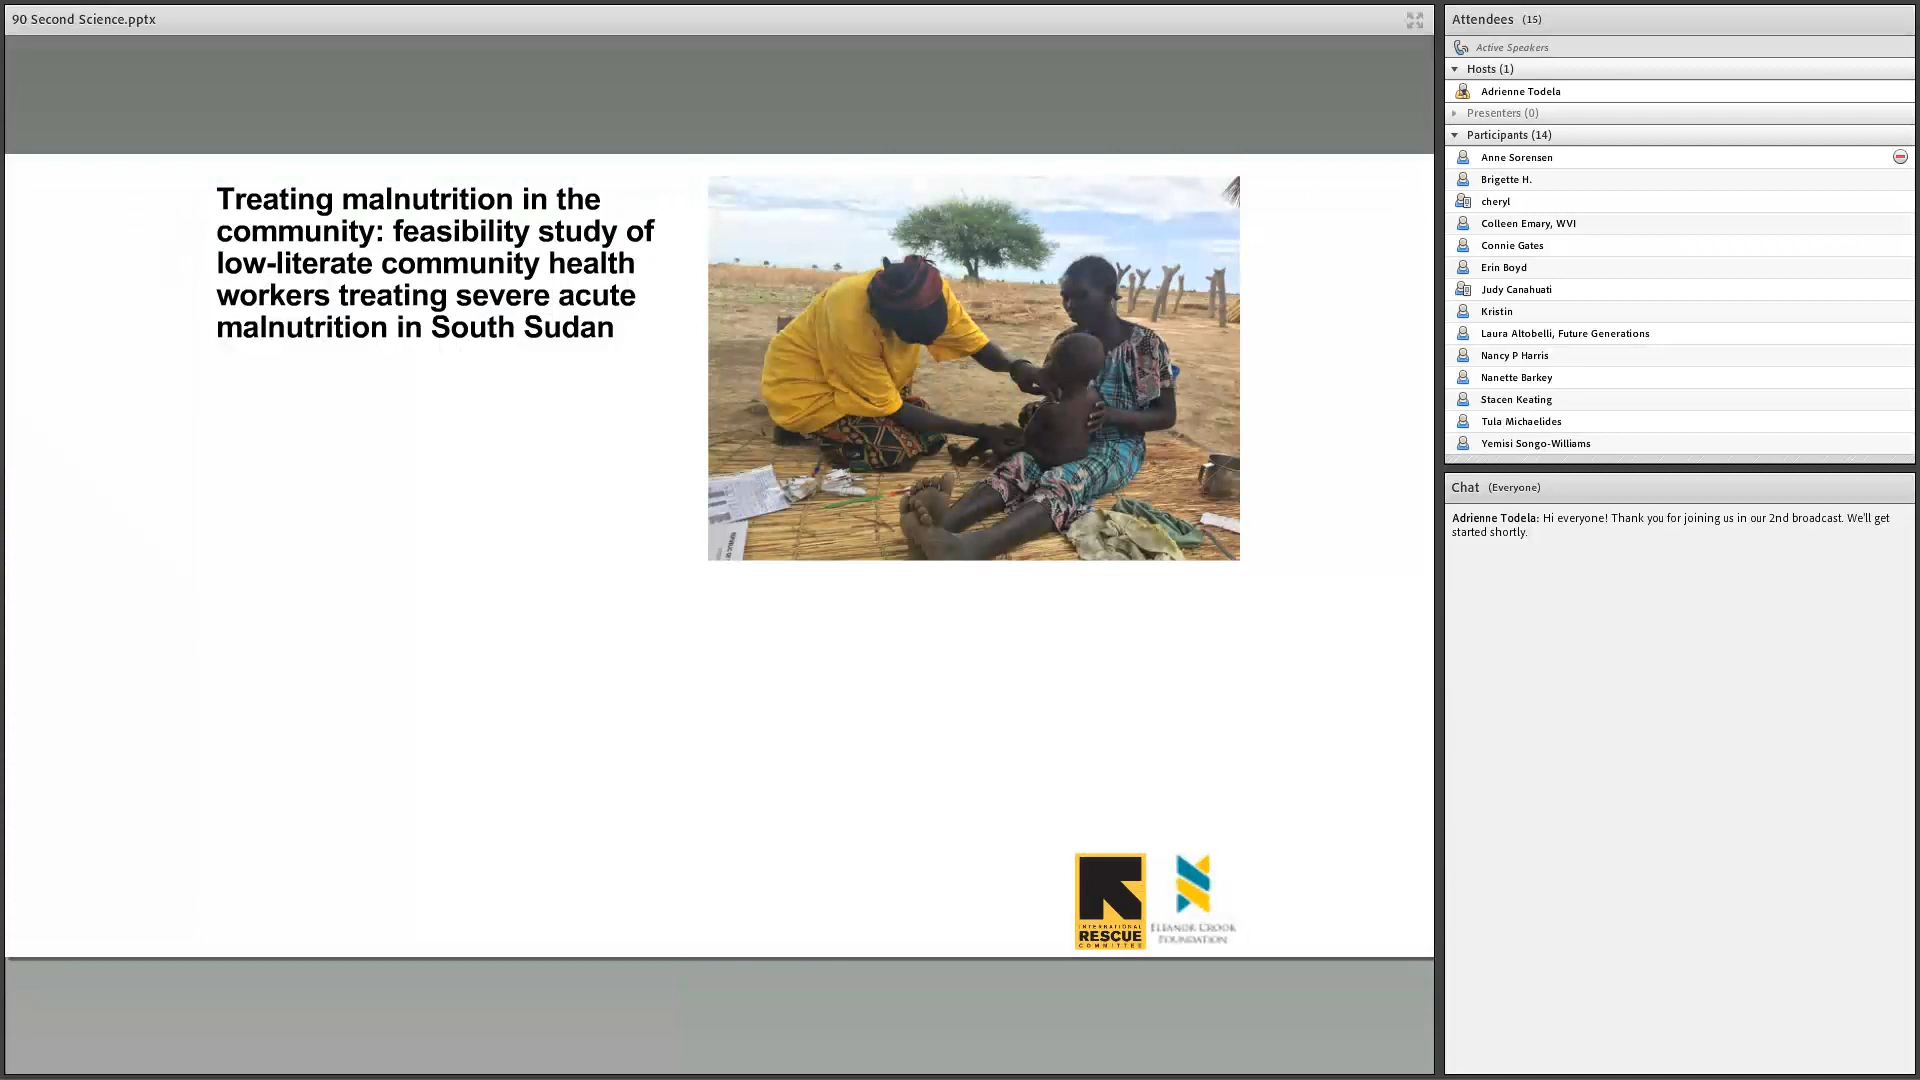 90 Second Science.pptx
Treating malnutrition in the
community: feasibility study of
low-literate community health
workers treating severe acute
malnutrition in South Sudan
INTERNATIONAL
RESCUE
COMMITTEE
ELEANOR CROOK
FOUNDATION
Attendees (15)
Active Speakers
Hosts (1)
Adrienne Todela
Presenters (0)
Participants (14)
Anne Sorensen
Brigette H.
cheryl
Colleen Emary, WVI
Connie Gates
Erin Boyd
Judy Canahuati
Kristin
Laura Altobelli, Future Generations
Nancy P Harris
Nanette Barkey
Stacen Keating
Tula Michaelides
Yemisi Songo-Williams
Chat (Everyone)
Adrienne Todela: Hi everyone! Thank you for joining us in our 2nd broadcast. We'll get
started shortly.